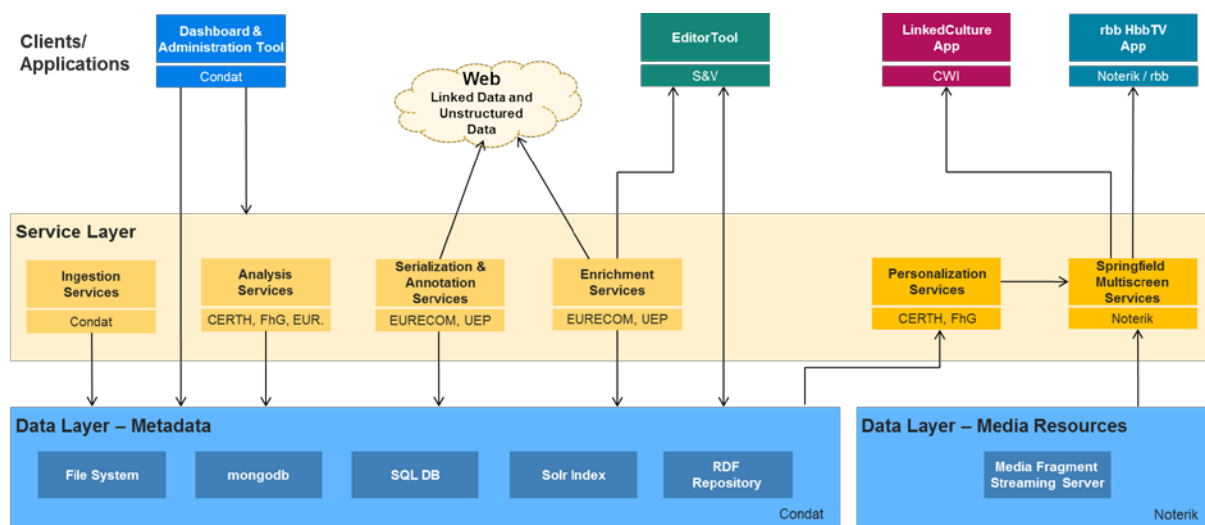 Clients/
Applications
Dashboard &
Administration Tool
Condat
Web
Linked Data and
Unstructured
Data
EditorTool
S&V
LinkedCulture
App
CWI
rbb HbbTV
App
Noterik / rbb
Service Layer
Ingestion
Services
Condat
Analysis
Services
CERTH, FhG, EUR.
Serialization &
Annotation
Services
EURECOM, UEP
Enrichment
Services
EURECOM, UEP
Personalization
Services
CERTH, FhG
Springfield
Multiscreen
Services
Noterik
Data Layer – Metadata
File System
mongodb
SQL DB
Solr Index
RDF
Repository
Condat
Data Layer – Media Resources
Media Fragment
Streaming Server
Noterik